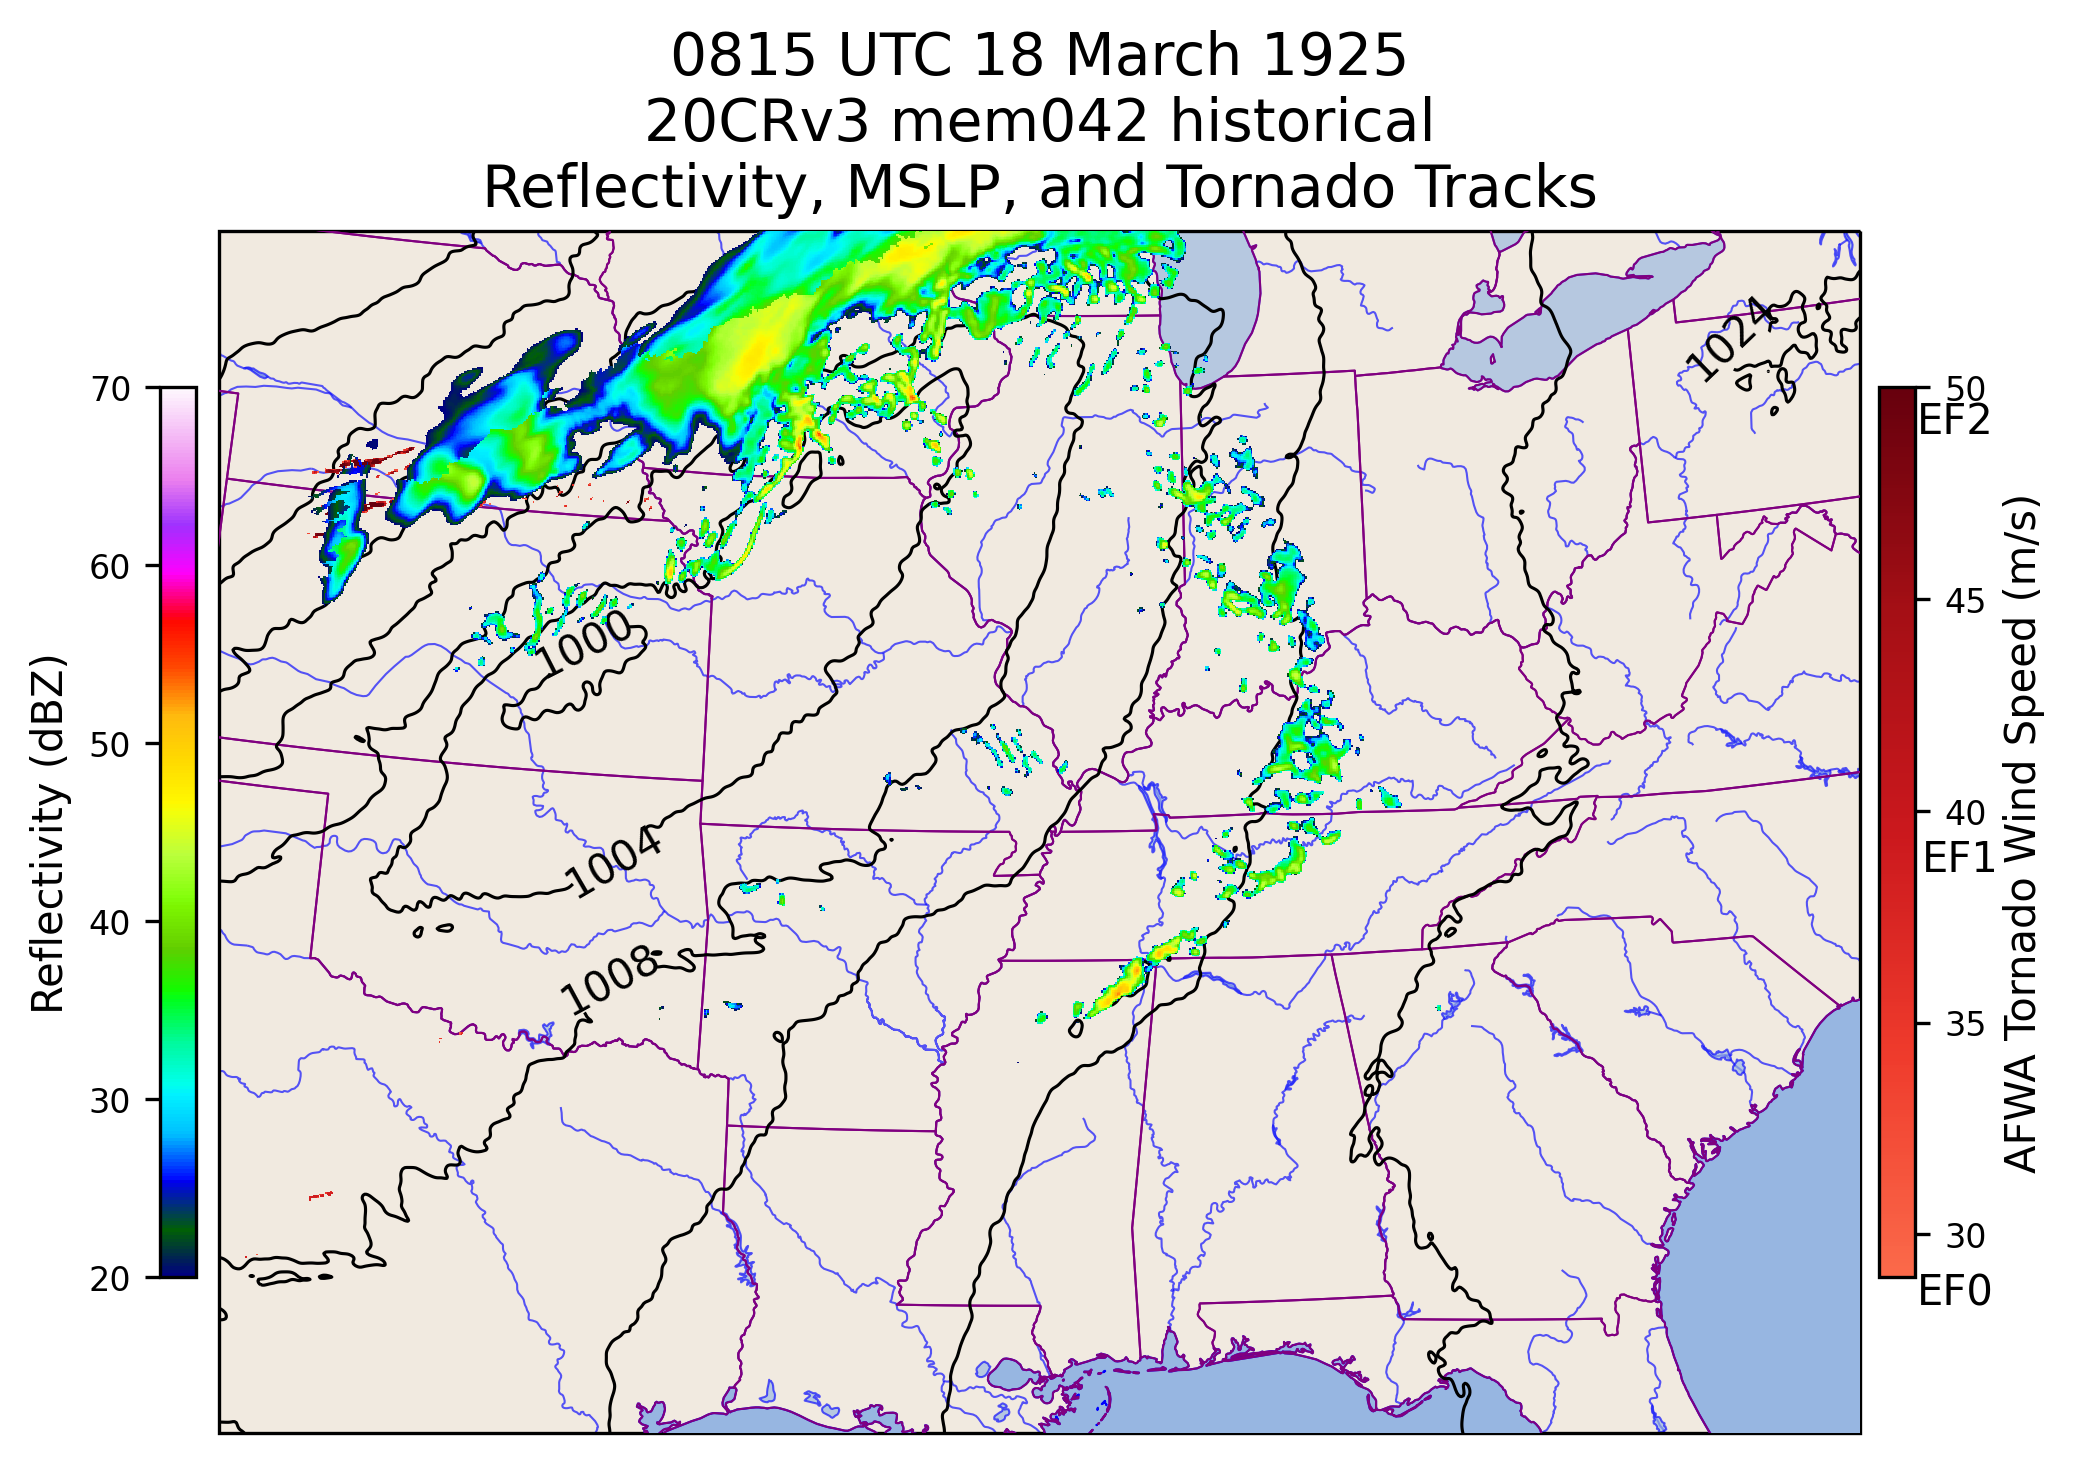 0815 UTC 18 March 1925
20CRv3 mem042 historical
Reflectivity, MSLP, and Tornado Tracks
70
60
50
40
30
20
Reflectivity (dBZ)
1024
1000
1004
1008
50
EF2
45
40
EF1
35
30
EF0
AFWA Tornado Wind Speed (m/s)